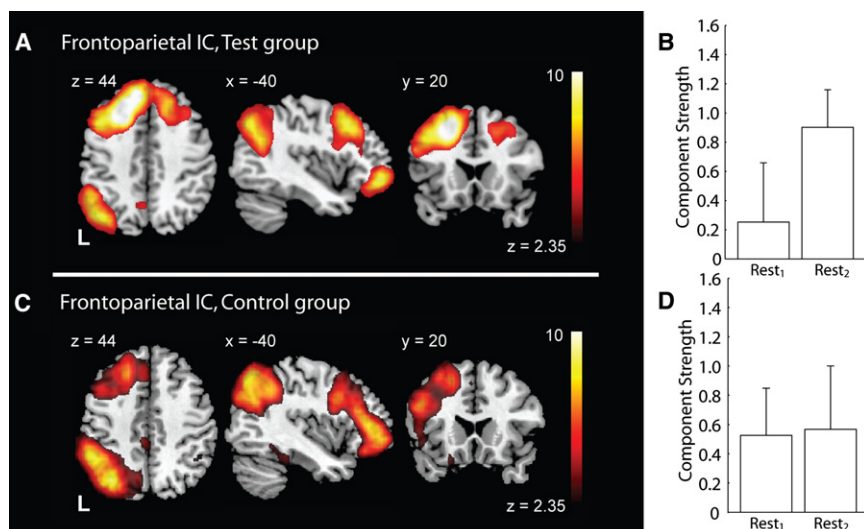 A Frontoparietal IC, Test group
z = 44 x = -40 y = 20
10
L
z = 2.35
B
Component Strength
1.6
1.4
1.2
1.0
0.8
0.6
0.4
0.2
0
Rest₁ Rest₂
C Frontoparietal IC, Control group
z = 44 x = -40 y = 20
10
L
z = 2.35
D
Component Strength
1.6
1.4
1.2
1.0
0.8
0.6
0.4
0.2
0
Rest₁ Rest₂